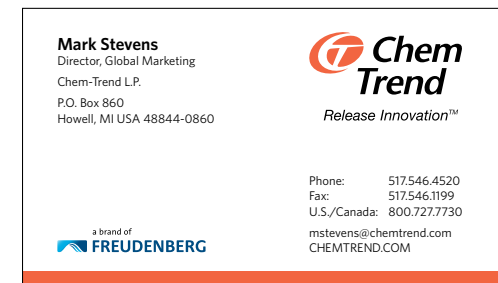 Mark Stevens
Director, Global Marketing
Chem-Trend L.P.
P.O. Box 860
Howell, MI USA 48844-0860
Chem
Trend
Release Innovation™
Phone: 517.546.4520
Fax: 517.546.1199
U.S./Canada: 800.727.7730
mstevens@chemtrend.com
CHEMTREND.COM
a brand of
FREUDENBERG